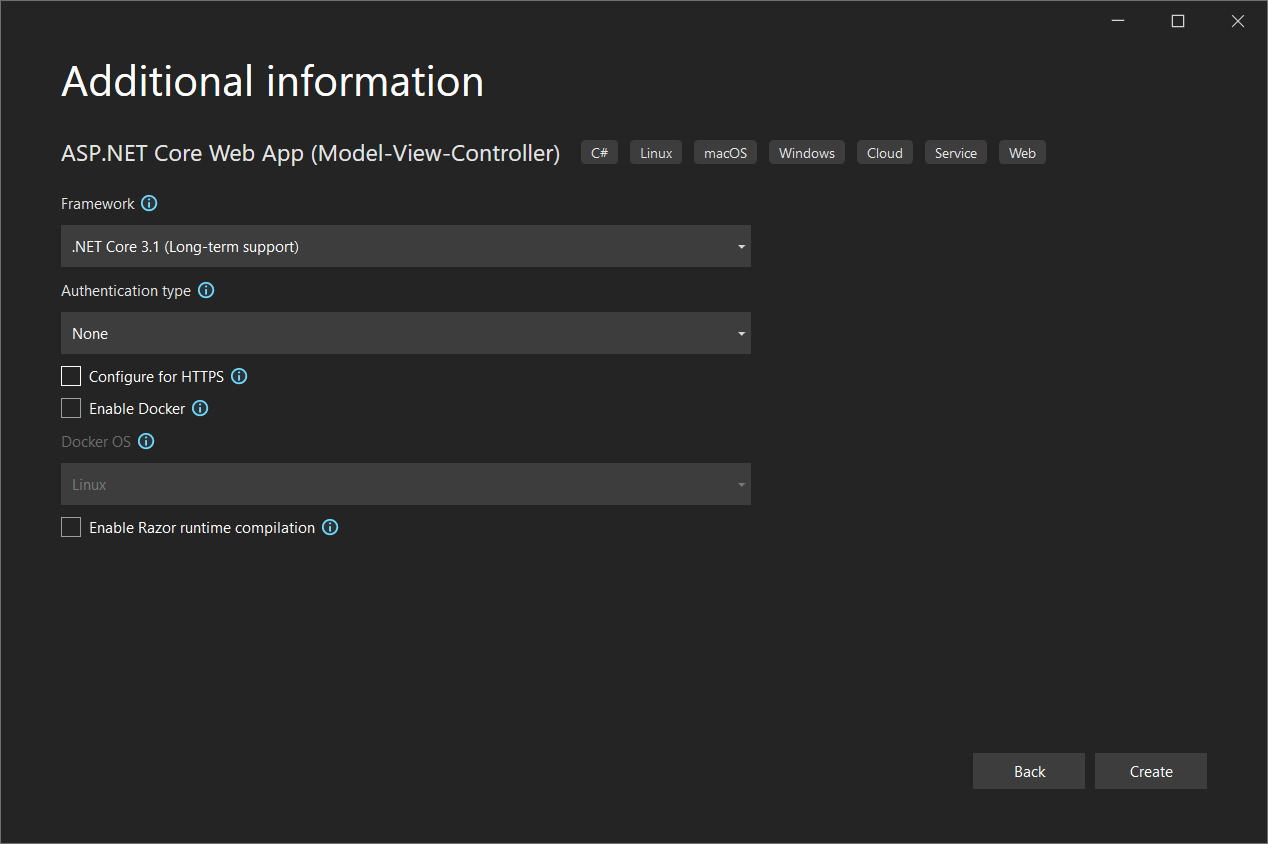 Additional information
ASP.NET Core Web App (Model-View-Controller) C# Linux macOS Windows Cloud Service Web
Framework
.NET Core 3.1 (Long-term support)
Authentication type
None
Configure for HTTPS
Enable Docker
Docker OS
Linux
Enable Razor runtime compilation
Back Create